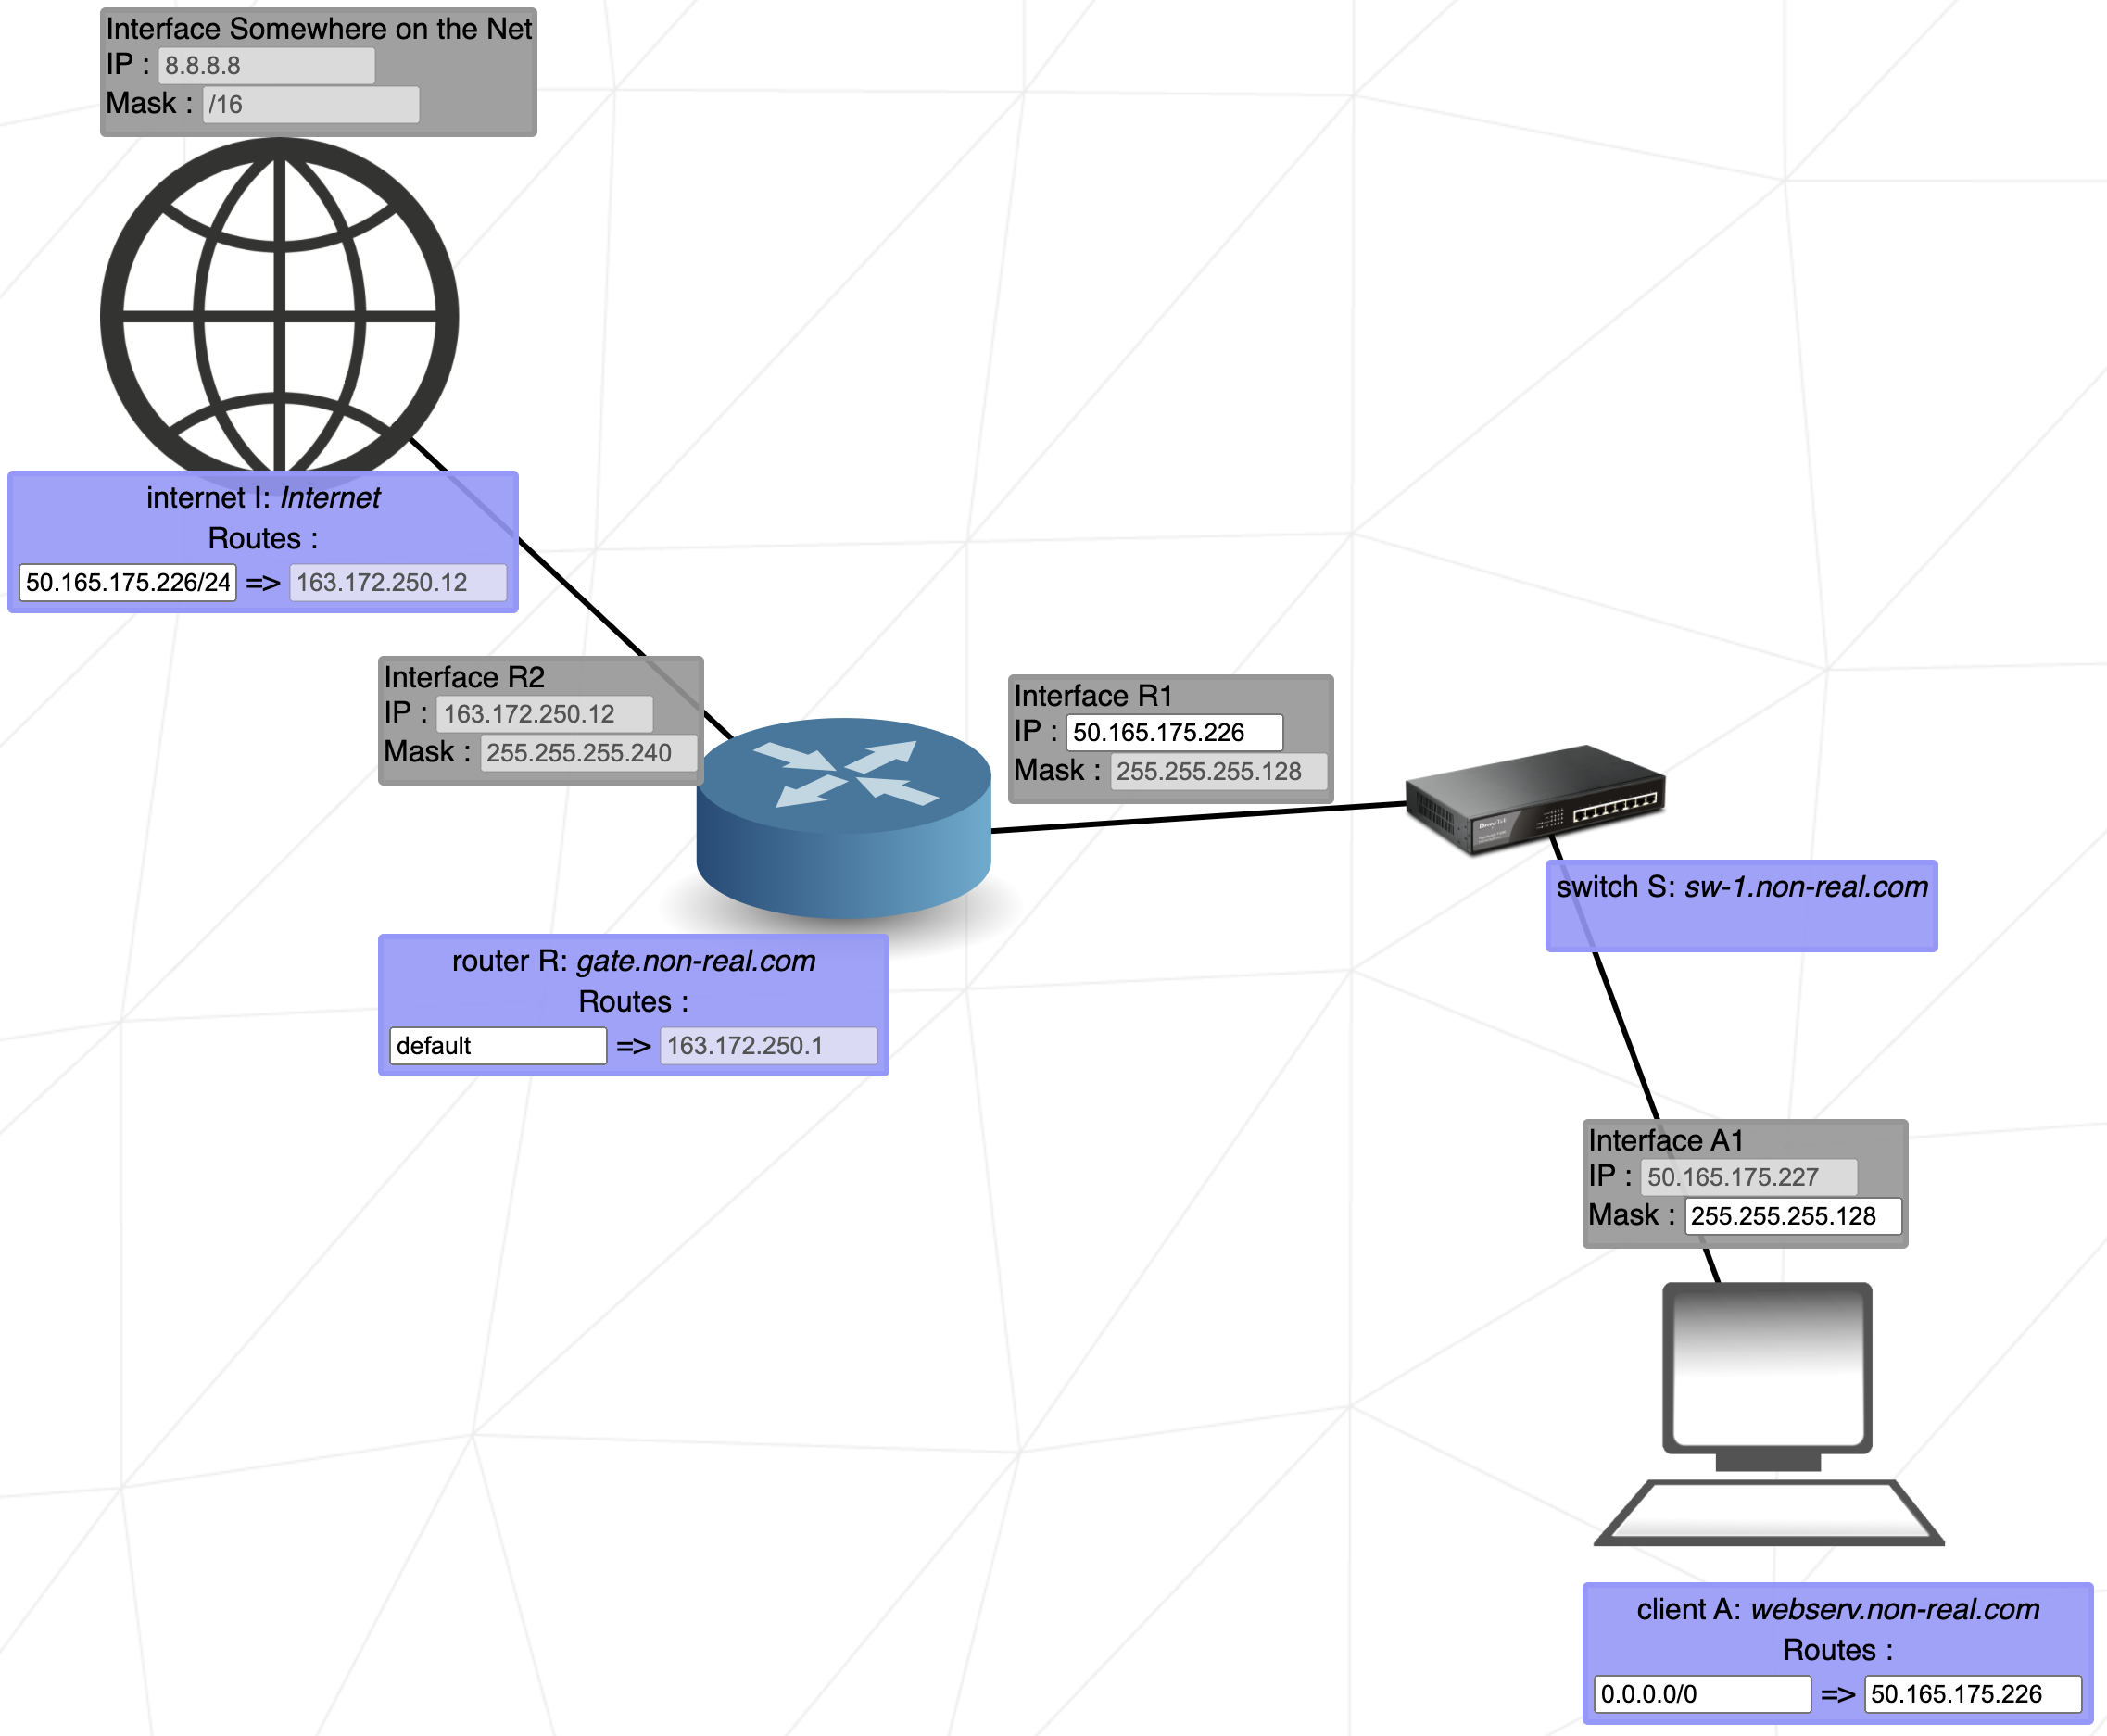 Interface Somewhere on the Net
IP : 8.8.8.8
Mask : /16
internet I: Internet
Routes :
50.165.175.226/24 => 163.172.250.12
Interface R2
IP : 163.172.250.12
Mask : 255.255.255.240
Interface R1
IP : 50.165.175.226
Mask : 255.255.255.128
switch S: sw-1.non-real.com
router R: gate.non-real.com
Routes :
default => 163.172.250.1
Interface A1
IP : 50.165.175.227
Mask : 255.255.255.128
client A: webserv.non-real.com
Routes :
0.0.0.0/0 => 50.165.175.226